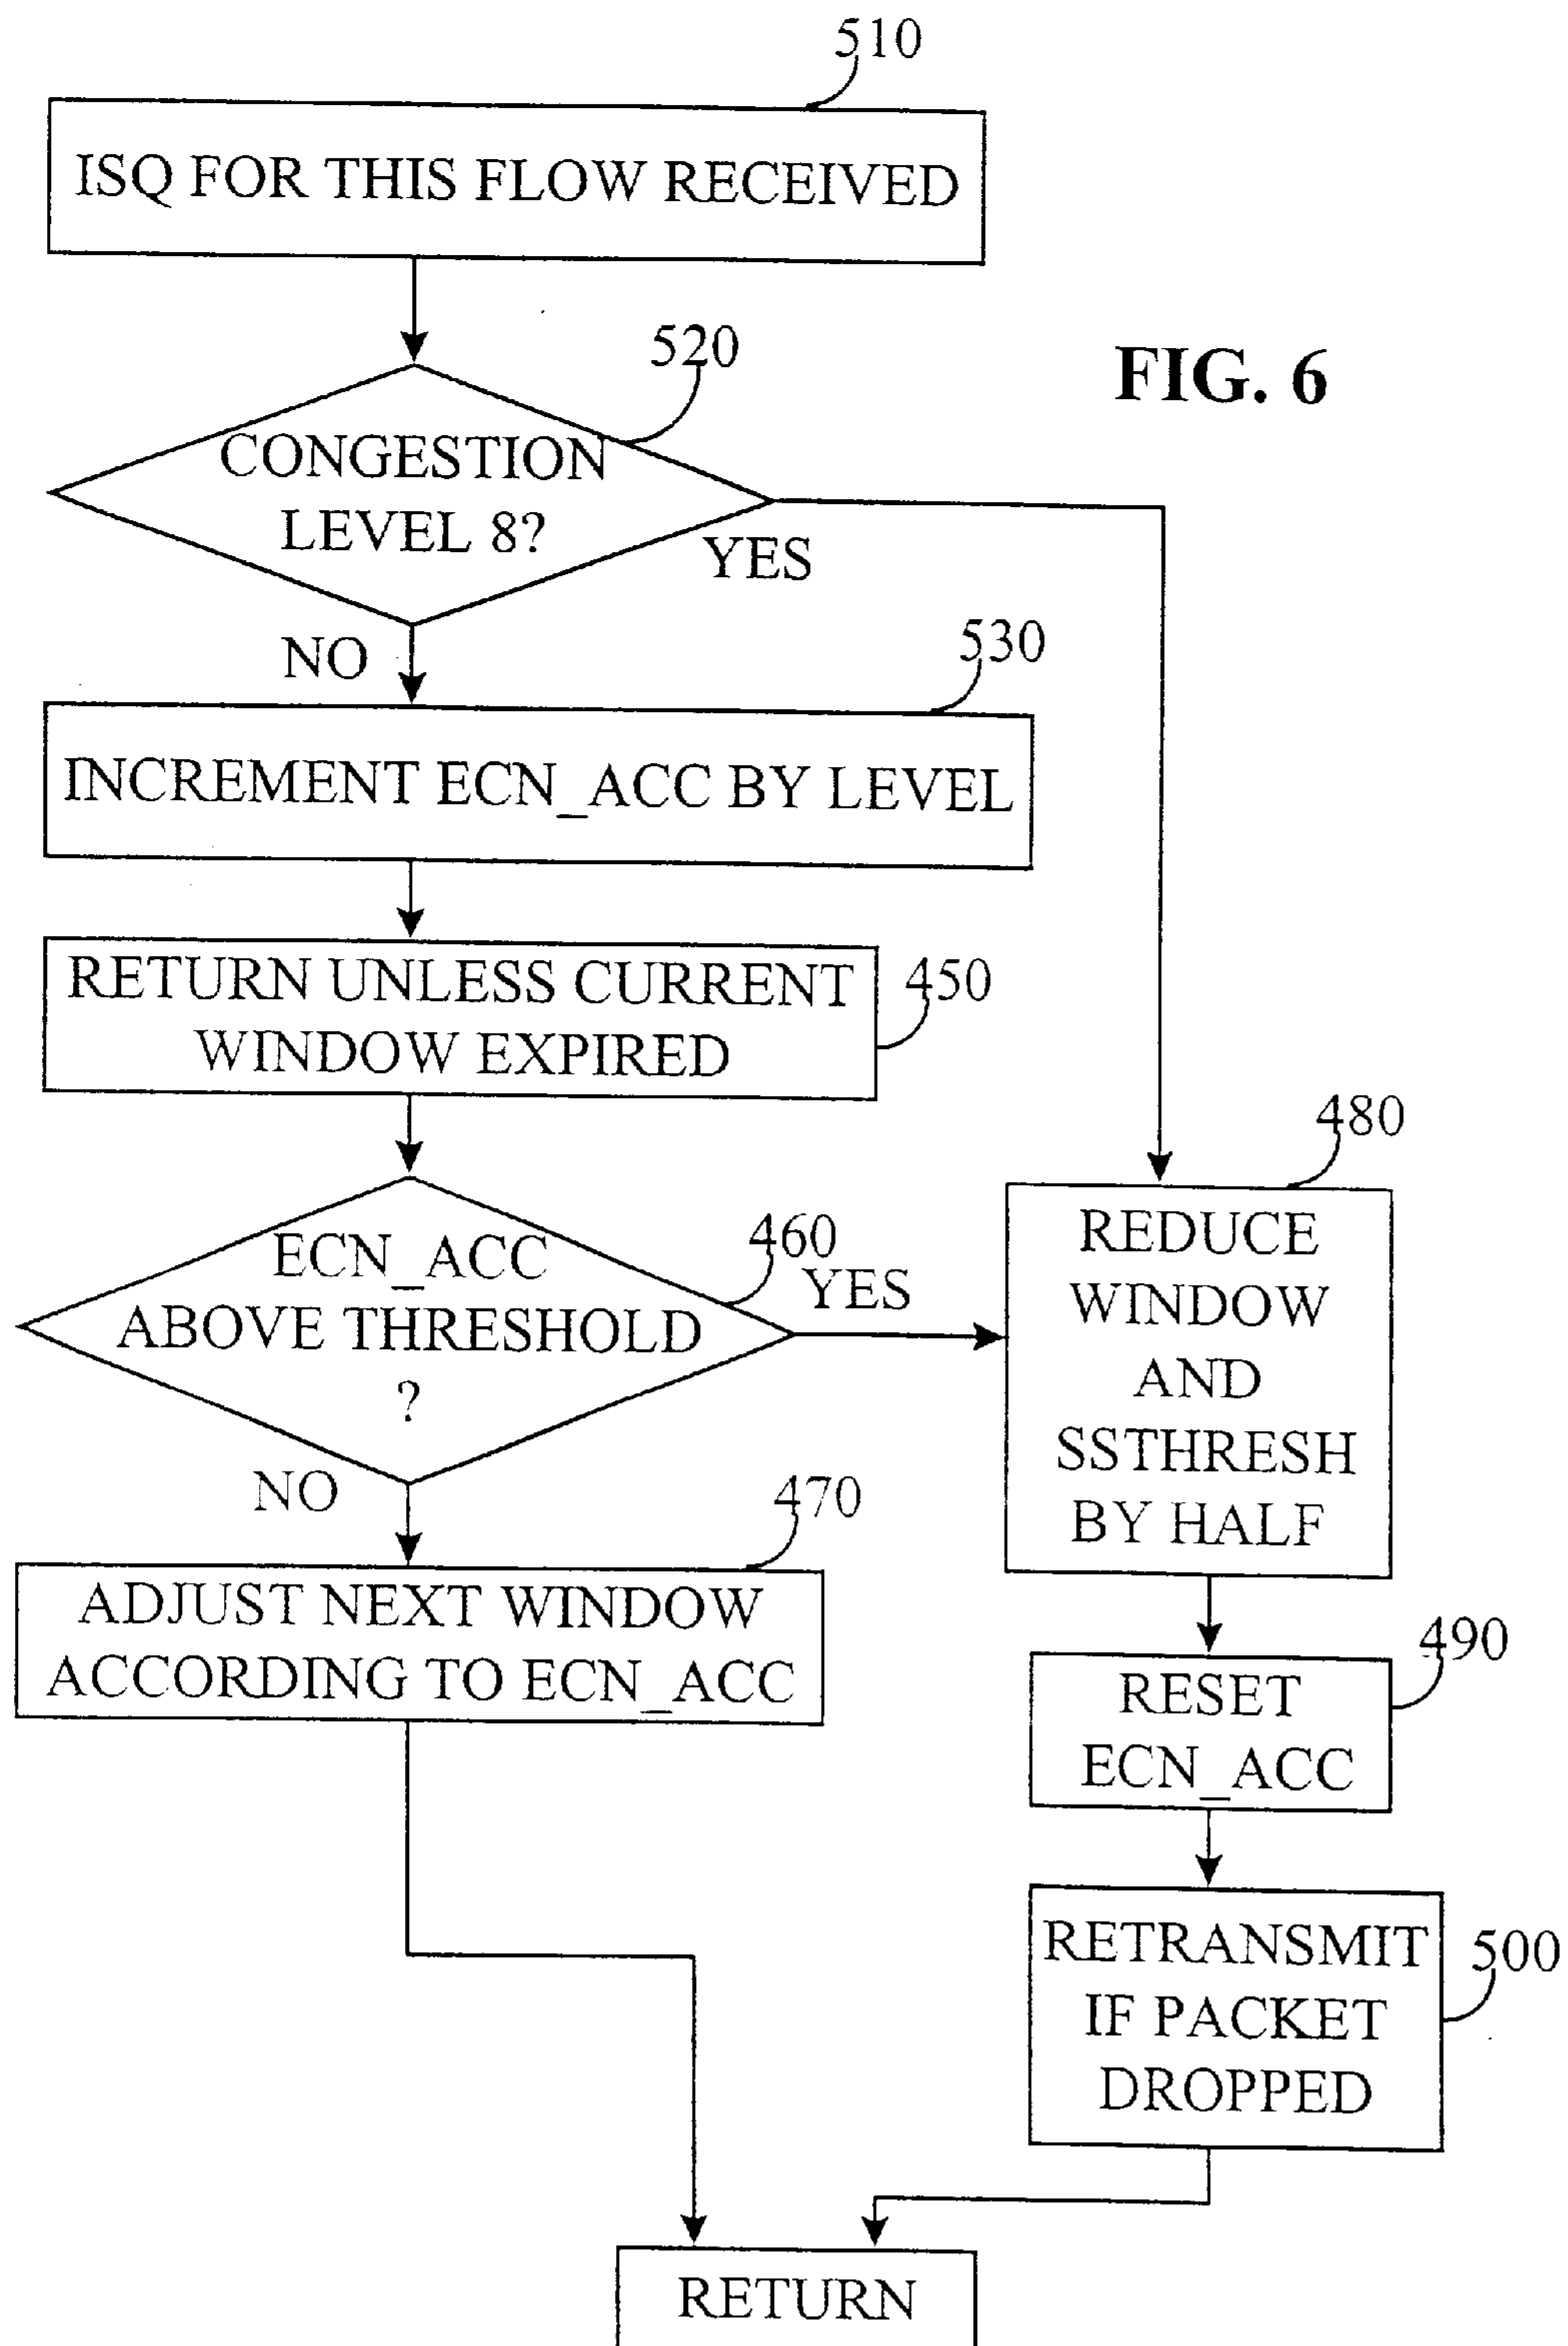 510
ISQ FOR THIS FLOW RECEIVED
520
FIG. 6
CONGESTION
LEVEL 8?
YES
NO
530
INCREMENT ECN_ACC BY LEVEL
RETURN UNLESS CURRENT
WINDOW EXPIRED
450
480
460
ECN_ACC
ABOVE THRESHOLD
?
YES
NO
REDUCE
WINDOW
AND
SSTHRESH
BY HALF
470
ADJUST NEXT WINDOW
ACCORDING TO ECN_ACC
490
RESET
ECN_ACC
RETRANSMIT
IF PACKET
DROPPED
500
RETURN